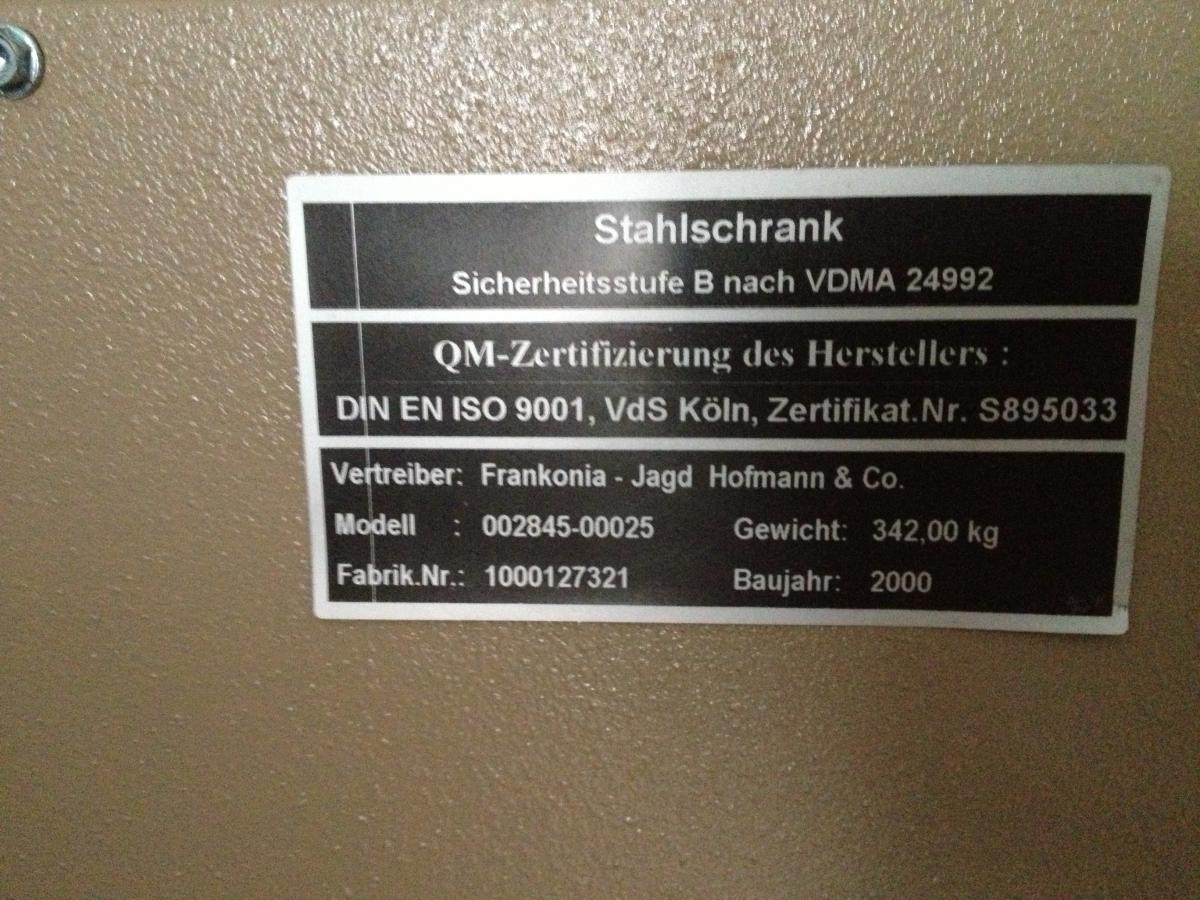 Stahlschrank
Sicherheitsstufe B nach VDMA 24992
QM-Zertifizierung des Herstellers :
DIN EN ISO 9001, VdS Köln, Zertifikat.Nr. S895033
Vertreiber: Frankonia - Jagd Hofmann & Co.
Modell : 002845-00025 Gewicht: 342,00 kg
Fabrik.Nr.: 1000127321 Baujahr: 2000